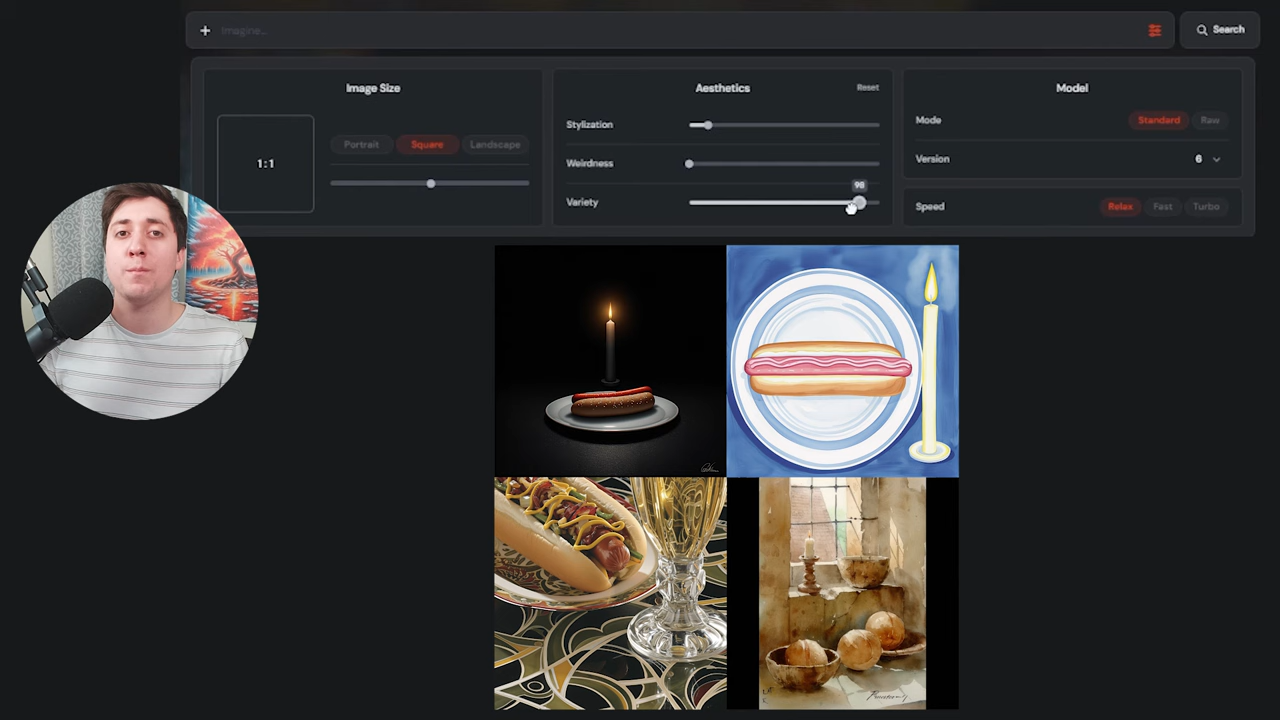 Imagine...
Search
Image Size
1:1
Portrait Square Landscape
Aesthetics
Reset
Stylization
Weirdness
Variety
98
Model
Mode
Standard Raw
Version
6
Speed
Relax Fast Turbo